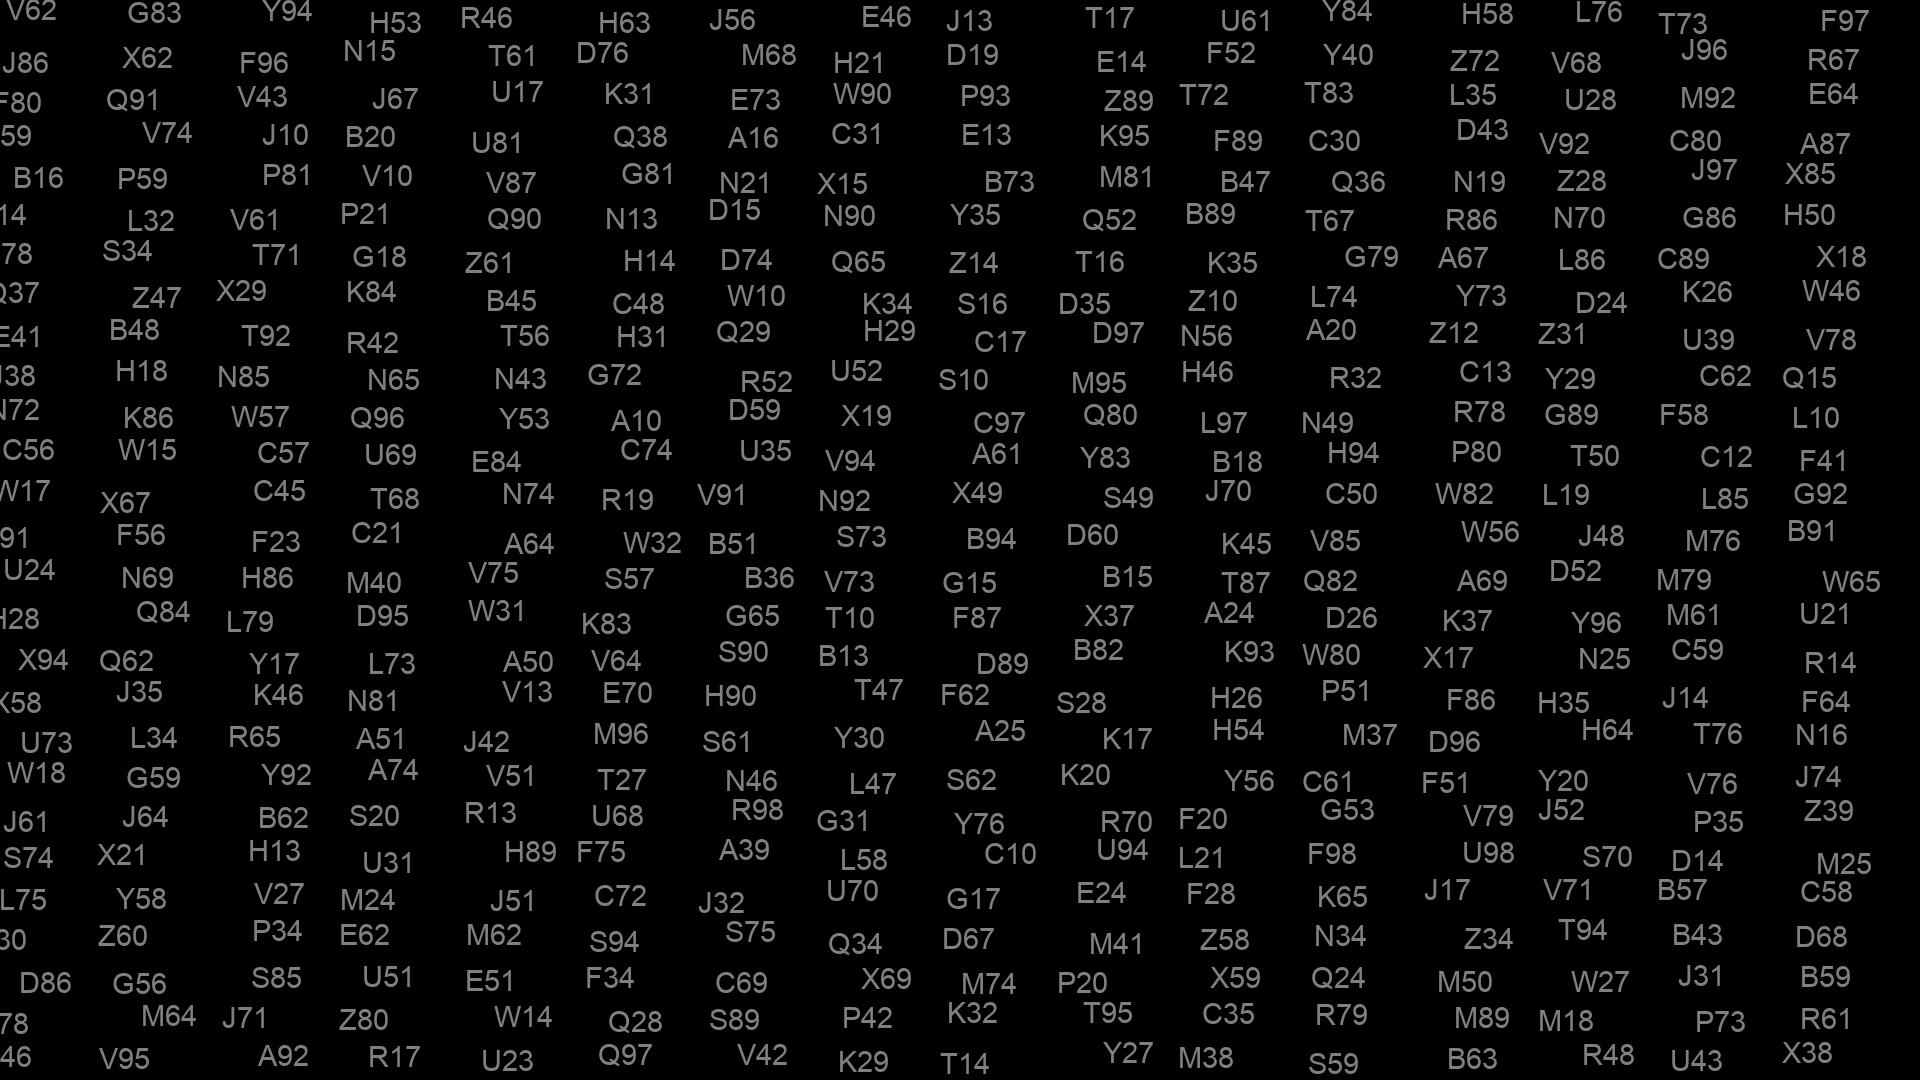 V62 G83 Y94 H53 R46 H63 J56 E46 J13 T17 U61 Y84 H58 L76 T73 F97
J86 X62 F96 N15 T61 D76 M68 H21 D19 E14 F52 Y40 Z72 V68 J96 R67
F80 Q91 V43 J67 U17 K31 E73 W90 P93 Z89 T72 T83 L35 U28 M92 E64
59 V74 J10 B20 U81 Q38 A16 C31 E13 K95 F89 C30 D43 V92 C80 A87
B16 P59 P81 V10 V87 G81 N21 X15 B73 M81 B47 Q36 N19 Z28 J97 X85
14 L32 V61 P21 Q90 N13 D15 N90 Y35 Q52 B89 T67 R86 N70 G86 H50
78 S34 T71 G18 Z61 H14 D74 Q65 Z14 T16 K35 G79 A67 L86 C89 X18
Q37 Z47 X29 K84 B45 C48 W10 K34 S16 D35 Z10 L74 Y73 D24 K26 W46
E41 B48 T92 R42 T56 H31 Q29 H29 C17 D97 N56 A20 Z12 Z31 U39 V78
38 H18 N85 N65 N43 G72 R52 U52 S10 M95 H46 R32 C13 Y29 C62 Q15
N72 K86 W57 Q96 Y53 A10 D59 X19 C97 Q80 L97 N49 R78 G89 F58 L10
C56 W15 C57 U69 E84 C74 U35 V94 A61 Y83 B18 H94 P80 T50 C12 F41
W17 X67 C45 T68 N74 R19 V91 N92 X49 S49 J70 C50 W82 L19 L85 G92
91 F56 F23 C21 A64 W32 B51 S73 B94 D60 K45 V85 W56 J48 M76 B91
U24 N69 H86 M40 V75 S57 B36 V73 G15 B15 T87 Q82 A69 D52 M79 W65
H28 Q84 L79 D95 W31 K83 G65 T10 F87 X37 A24 D26 K37 Y96 M61 U21
X94 Q62 Y17 L73 A50 V64 S90 B13 D89 B82 K93 W80 X17 N25 C59 R14
X58 J35 K46 N81 V13 E70 H90 T47 F62 S28 H26 P51 F86 H35 J14 F64
U73 L34 R65 A51 J42 M96 S61 Y30 A25 K17 H54 M37 D96 H64 T76 N16
W18 G59 Y92 A74 V51 T27 N46 L47 S62 K20 Y56 C61 F51 Y20 V76 J74
J61 J64 B62 S20 R13 U68 R98 G31 Y76 R70 F20 G53 V79 J52 P35 Z39
S74 X21 H13 U31 H89 F75 A39 L58 C10 U94 L21 F98 U98 S70 D14 M25
L75 Y58 V27 M24 J51 C72 J32 U70 G17 E24 F28 K65 J17 V71 B57 C58
30 Z60 P34 E62 M62 S94 S75 Q34 D67 M41 Z58 N34 Z34 T94 B43 D68
D86 G56 S85 U51 E51 F34 C69 X69 M74 P20 X59 Q24 M50 W27 J31 B59
78 M64 J71 Z80 W14 Q28 S89 P42 K32 T95 C35 R79 M89 M18 P73 R61
46 V95 A92 R17 U23 Q97 V42 K29 T14 Y27 M38 S59 B63 R48 U43 X38